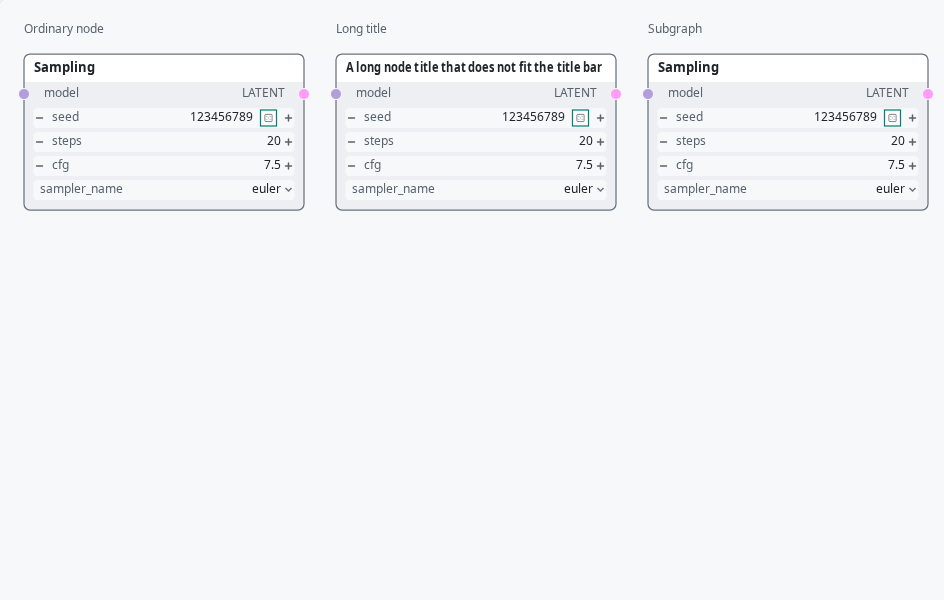 Ordinary node
Sampling
model LATENT
seed 123456789
steps 20
cfg 7.5
sampler_name euler
Long title
A long node title that does not fit the title bar
model LATENT
seed 123456789
steps 20
cfg 7.5
sampler_name euler
Subgraph
Sampling
model LATENT
seed 123456789
steps 20
cfg 7.5
sampler_name euler